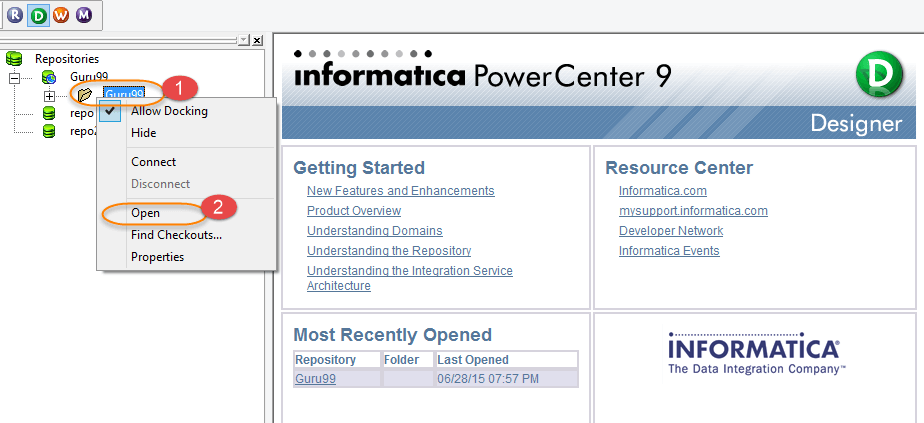 R D W M
Repositories
Guru99
Guru99
1
repo
repo
Allow Docking
Hide
Connect
Disconnect
Open
2
Find Checkouts...
Properties
informatica PowerCenter 9
Designer
Getting Started
New Features and Enhancements
Product Overview
Understanding Domains
Understanding the Repository
Understanding the Integration Service
Architecture
Resource Center
Informatica.com
mysupport.informatica.com
Developer Network
Informatica Events
Most Recently Opened
Repository Folder Last Opened
Guru99 06/28/15 07:57 PM
INFORMATICA®
The Data Integration Company™